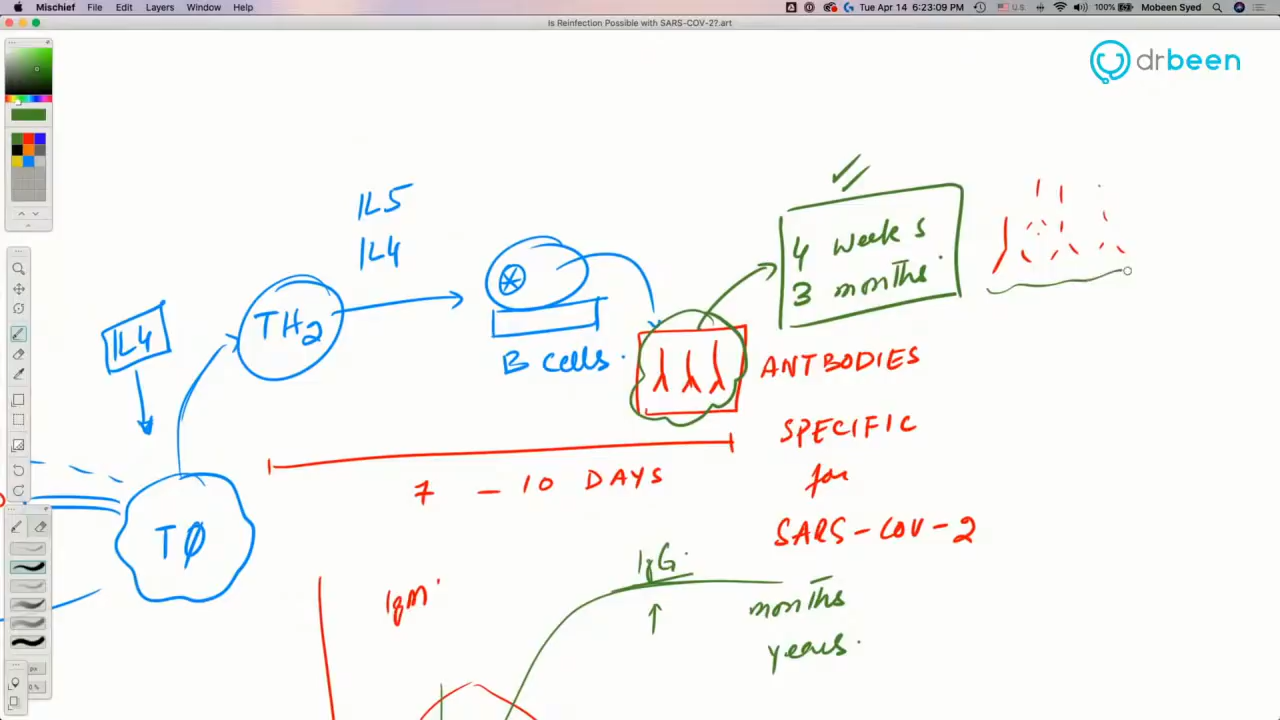 Mischief File Edit Layers Window Help
Tue Apr 14 6:23:09 PM U.S. 100% Mobeen Syed
Is Reinfection Possible with SARS-COV-2?.art
drbeen
IL5
IL4
4 weeks
3 months
IL4
TH2
B cells.
ANTBODIES
SPECIFIC
for
SARS-COV-2
7 – 10 DAYS
TØ
IgG
IgM
months
years.